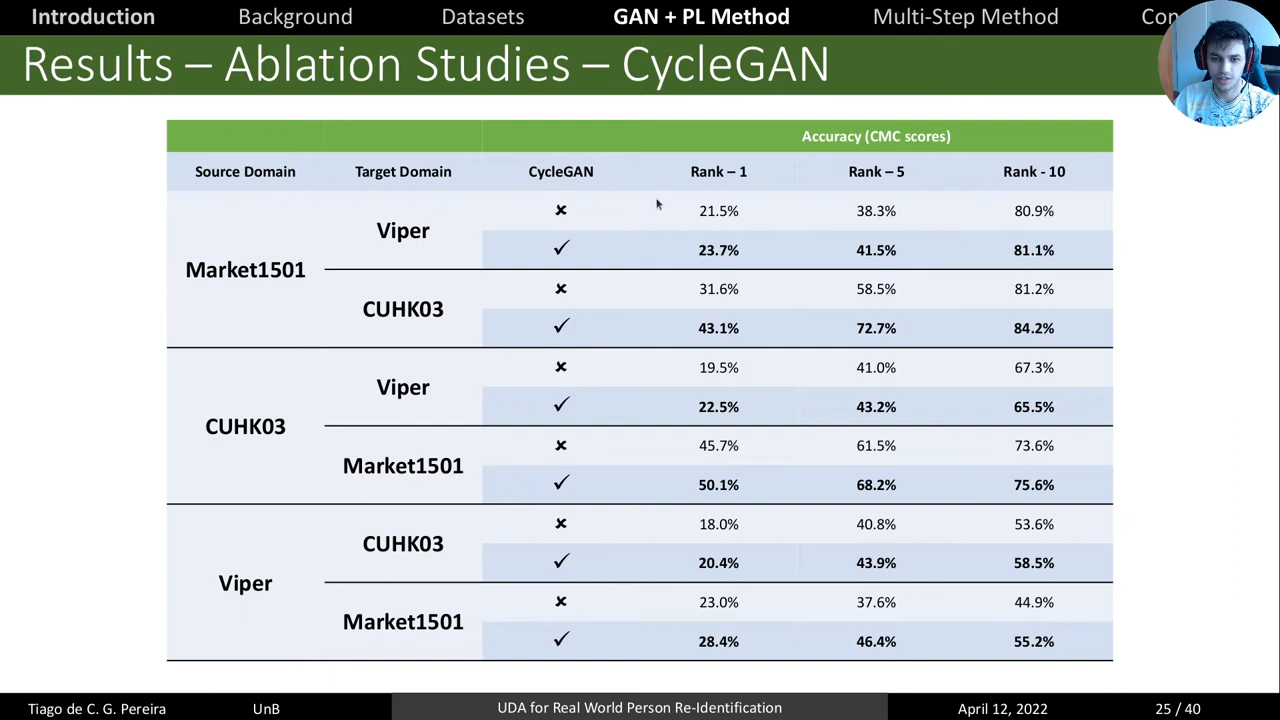 Introduction Background Datasets GAN + PL Method Multi-Step Method Con
Results – Ablation Studies – CycleGAN
Accuracy (CMC scores)
Source Domain Target Domain CycleGAN Rank – 1 Rank – 5 Rank - 10
Market1501 Viper ✘ 21.5% 38.3% 80.9%
✓ 23.7% 41.5% 81.1%
CUHK03 ✘ 31.6% 58.5% 81.2%
✓ 43.1% 72.7% 84.2%
CUHK03 Viper ✘ 19.5% 41.0% 67.3%
✓ 22.5% 43.2% 65.5%
Market1501 ✘ 45.7% 61.5% 73.6%
✓ 50.1% 68.2% 75.6%
Viper CUHK03 ✘ 18.0% 40.8% 53.6%
✓ 20.4% 43.9% 58.5%
Market1501 ✘ 23.0% 37.6% 44.9%
✓ 28.4% 46.4% 55.2%
Tiago de C. G. Pereira UnB UDA for Real World Person Re-Identification April 12, 2022 25 / 40